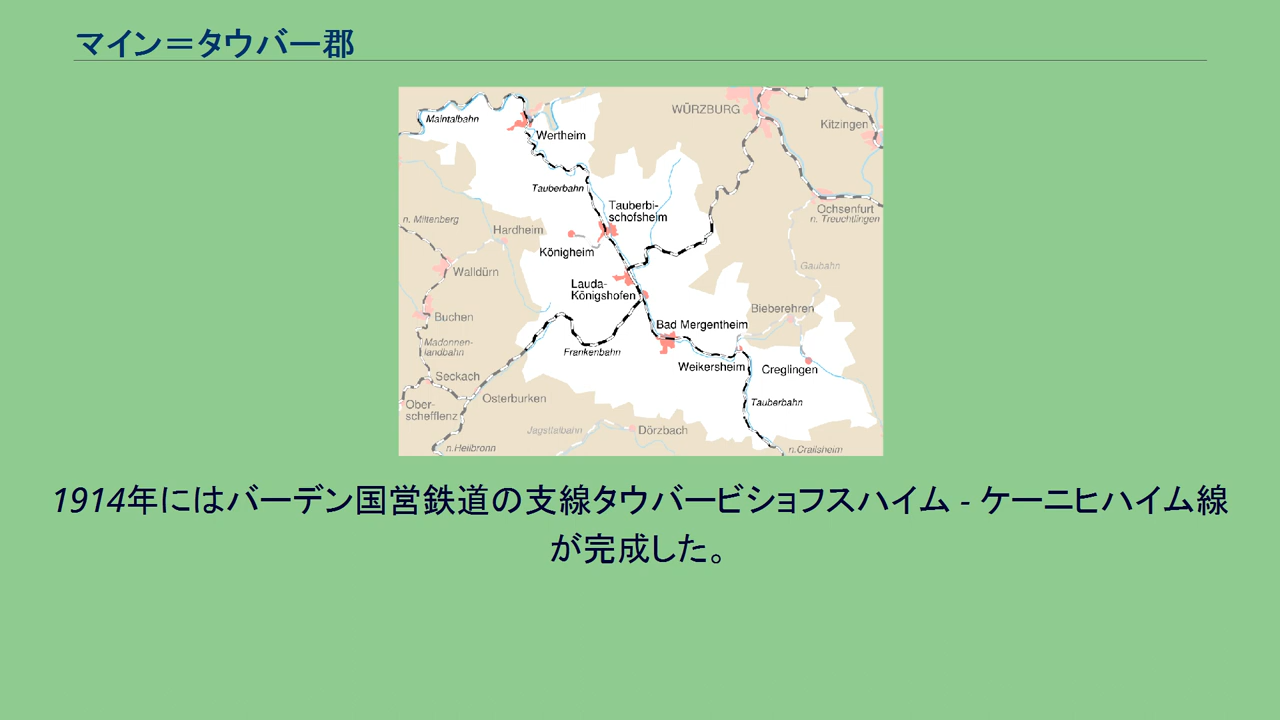 マイン＝タウバー郡
WÜRZBURG
Kitzingen
Maintalbahn
Wertheim
Tauberbahn
Tauberbi-
schofsheim
Ochsenfurt
n. Treuchtlingen
n. Miltenberg
Hardheim
Königheim
Walldürn
Gaubahn
Lauda-
Königshofen
Buchen
Bieberehren
Bad Mergentheim
Madonnen-
landbahn
Frankenbahn
Weikersheim
Creglingen
Seckach
Osterburken
Ober-
schefflenz
Tauberbahn
Jagsttalbahn
Dörzbach
n.Heilbronn
n.Crailsheim
1914年にはバーデン国営鉄道の支線タウバービショフスハイム - ケーニヒハイム線
が完成した。